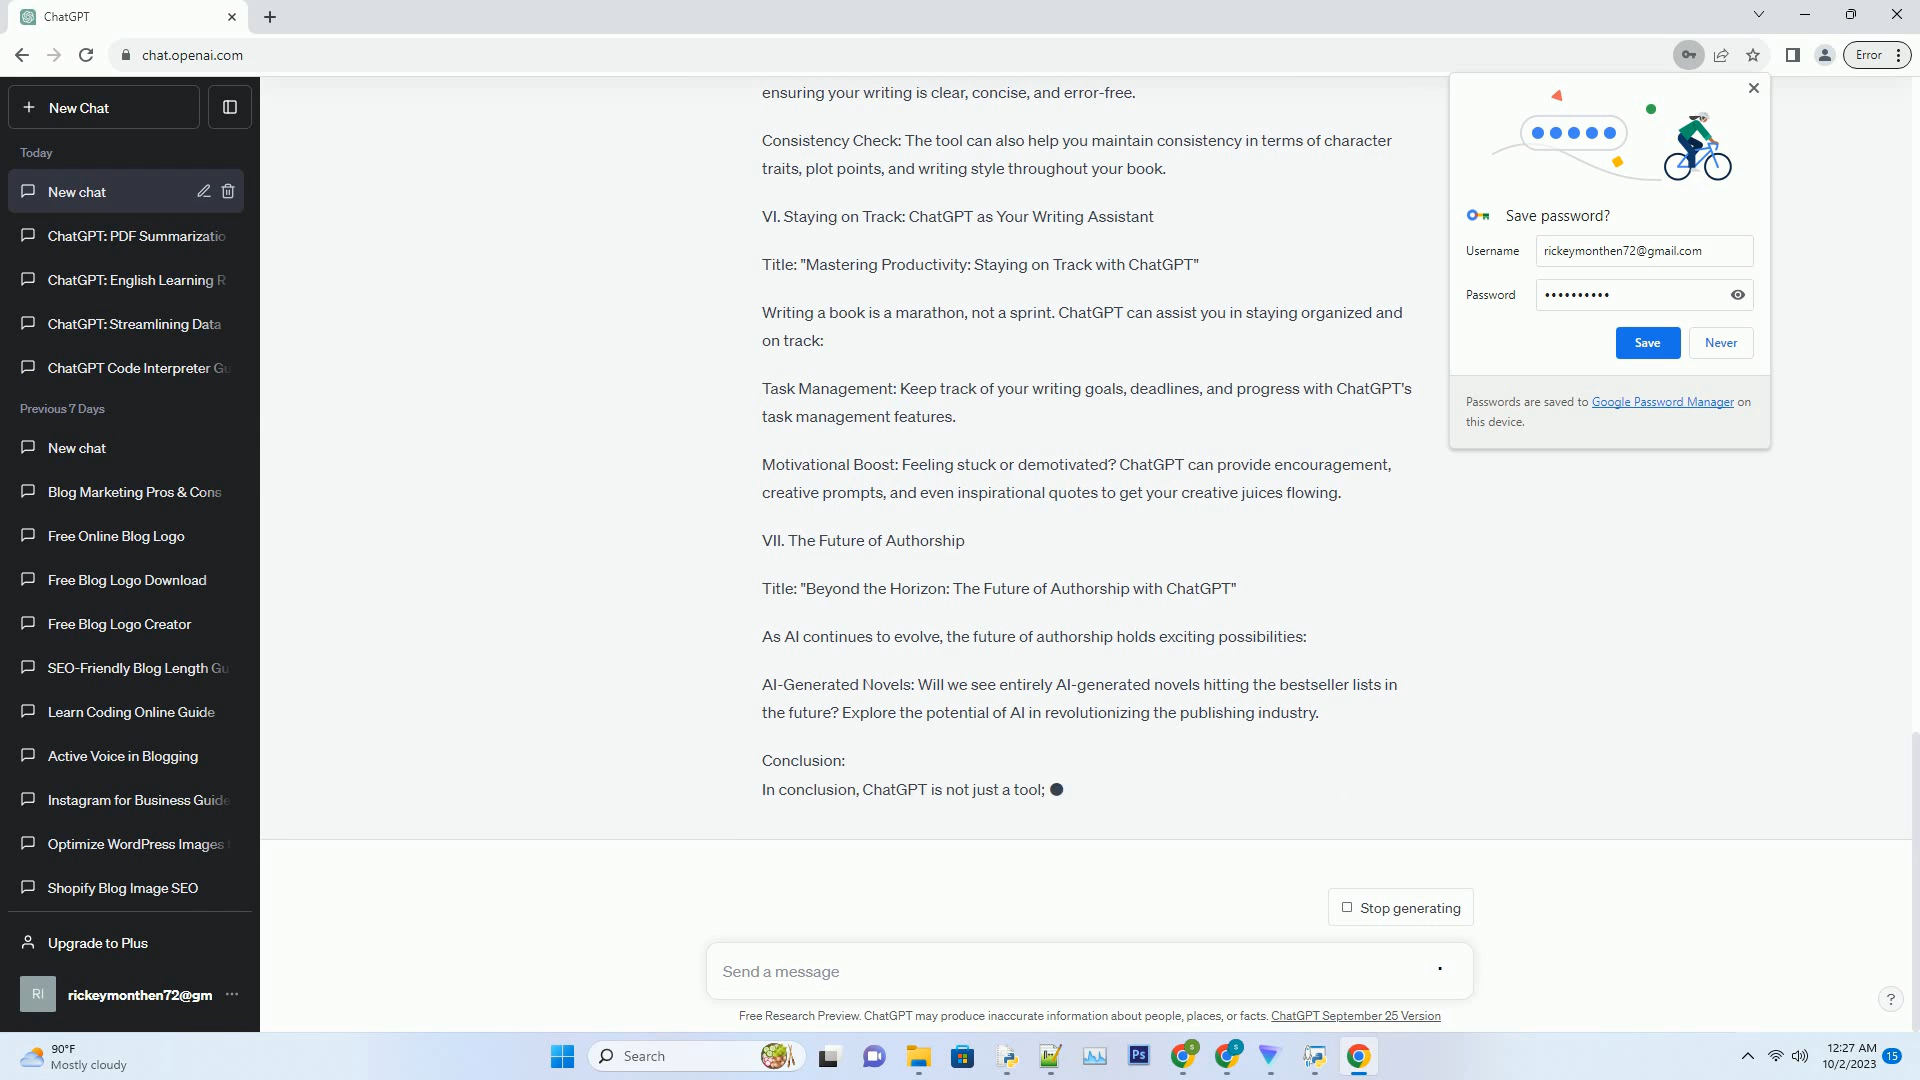 ChatGPT
chat.openai.com
Error
New Chat
Today
New chat
ChatGPT: PDF Summarizatio
ChatGPT: English Learning R
ChatGPT: Streamlining Data
ChatGPT Code Interpreter Gu
Previous 7 Days
New chat
Blog Marketing Pros & Cons
Free Online Blog Logo
Free Blog Logo Download
Free Blog Logo Creator
SEO-Friendly Blog Length Gu
Learn Coding Online Guide
Active Voice in Blogging
Instagram for Business Guide
Optimize WordPress Images
Shopify Blog Image SEO
Upgrade to Plus
RI
rickeymonthen72@gm
ensuring your writing is clear, concise, and error-free.
Consistency Check: The tool can also help you maintain consistency in terms of character
traits, plot points, and writing style throughout your book.
VI. Staying on Track: ChatGPT as Your Writing Assistant
Title: "Mastering Productivity: Staying on Track with ChatGPT"
Writing a book is a marathon, not a sprint. ChatGPT can assist you in staying organized and
on track:
Task Management: Keep track of your writing goals, deadlines, and progress with ChatGPT's
task management features.
Motivational Boost: Feeling stuck or demotivated? ChatGPT can provide encouragement,
creative prompts, and even inspirational quotes to get your creative juices flowing.
VII. The Future of Authorship
Title: "Beyond the Horizon: The Future of Authorship with ChatGPT"
As AI continues to evolve, the future of authorship holds exciting possibilities:
AI-Generated Novels: Will we see entirely AI-generated novels hitting the bestseller lists in
the future? Explore the potential of AI in revolutionizing the publishing industry.
Conclusion:
In conclusion, ChatGPT is not just a tool;
Stop generating
Send a message
Free Research Preview. ChatGPT may produce inaccurate information about people, places, or facts. ChatGPT September 25 Version
?
Save password?
Username
rickeymonthen72@gmail.com
Password
••••••••••
Save
Never
Passwords are saved to Google Password Manager on
this device.
90°F
Mostly cloudy
Search
Ps
S
S
12:27 AM
10/2/2023
15